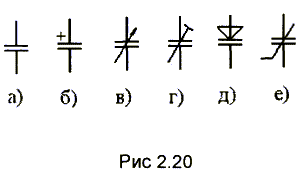 +
а) б) в) г) д) е)
Рис 2.20